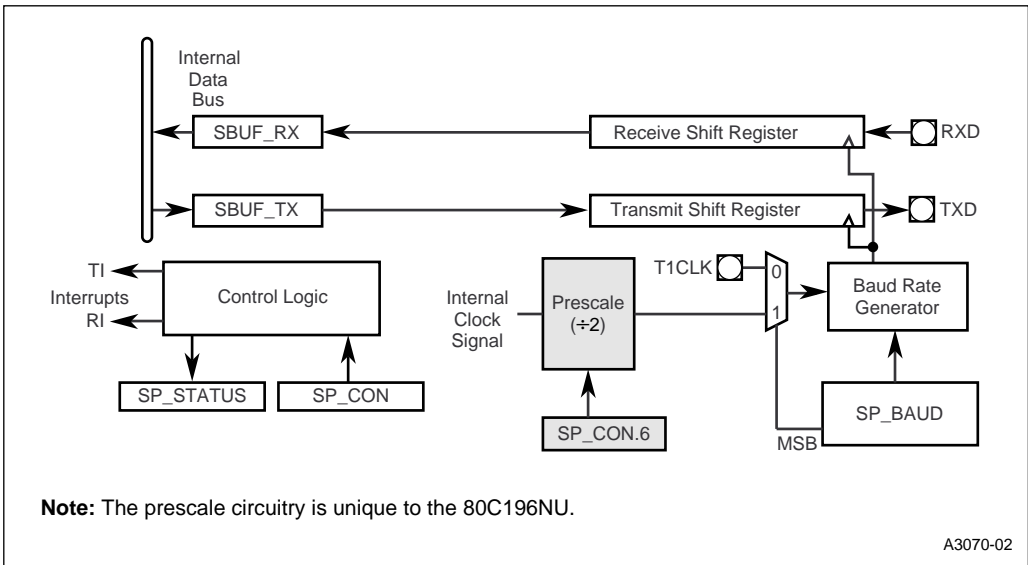 Internal
Data
Bus
SBUF_RX
Receive Shift Register
RXD
SBUF_TX
Transmit Shift Register
TXD
TI
Interrupts
RI
Control Logic
SP_STATUS
SP_CON
Internal
Clock
Signal
Prescale
(÷2)
SP_CON.6
T1CLK
0
1
MSB
Baud Rate
Generator
SP_BAUD
Note: The prescale circuitry is unique to the 80C196NU.
A3070-02